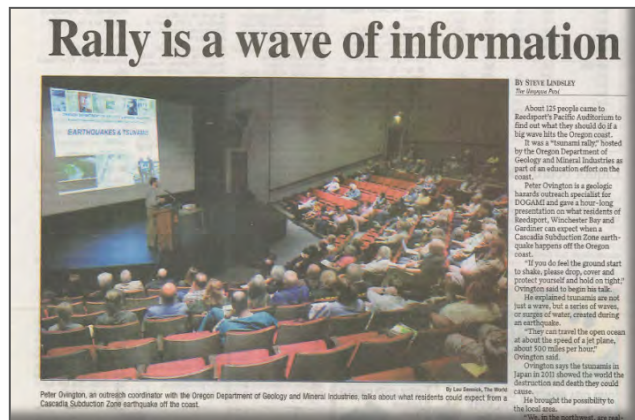 Rally is a wave of information
EARTHQUAKES & TSUNAMIS
BY STEVE LINDSLEY
The Umpqua Post
About 125 people came to
Reedsport's Pacific Auditorium to
find out what they should do if a
big wave hits the Oregon coast.
It was a "tsunami rally," hosted
by the Oregon Department of
Geology and Mineral Industries as
part of an education effort on the
coast.
Peter Ovington is a geologic
hazards outreach specialist for
DOGAMI and gave a hour-long
presentation on what residents of
Reedsport, Winchester Bay and
Gardiner can expect when a
Cascadia Subduction Zone earth-
quake happens off the Oregon
coast.
"If you do feel the ground start
to shake, please drop, cover and
protect yourself and hold on tight,"
Ovington said to begin his talk.
He explained tsunamis are not
just a wave, but a series of waves,
or surges of water, created during
an earthquake.
"They can travel the open ocean
at about the speed of a jet plane,
about 500 miles per hour,"
Ovington said.
Ovington says the tsunamis in
Japan in 2011 showed the world the
destruction and death they could
cause.
He brought the possibility to
the local area.
"We, in the northwest, are
By Lou Sennick, The World
Peter Ovington, an outreach coordinator with the Oregon Department of Geology and Mineral Industries, talks about what residents could expect from a
Cascadia Subduction Zone earthquake off the coast.